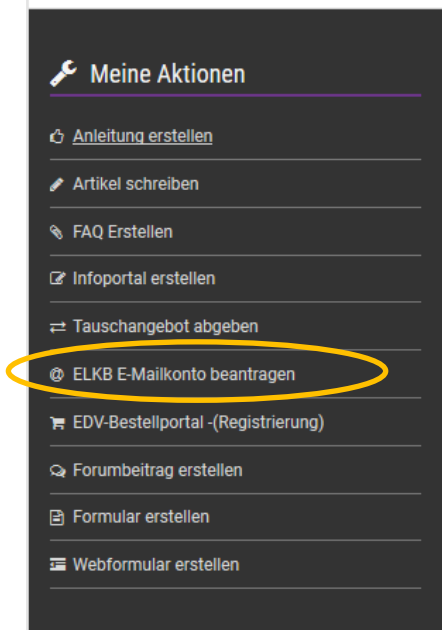 Meine Aktionen
Anleitung erstellen
Artikel schreiben
FAQ Erstellen
Infoportal erstellen
Tauschangebot abgeben
@ ELKB E-Mailkonto beantragen
EDV-Bestellportal -(Registrierung)
Forumbeitrag erstellen
Formular erstellen
Webformular erstellen